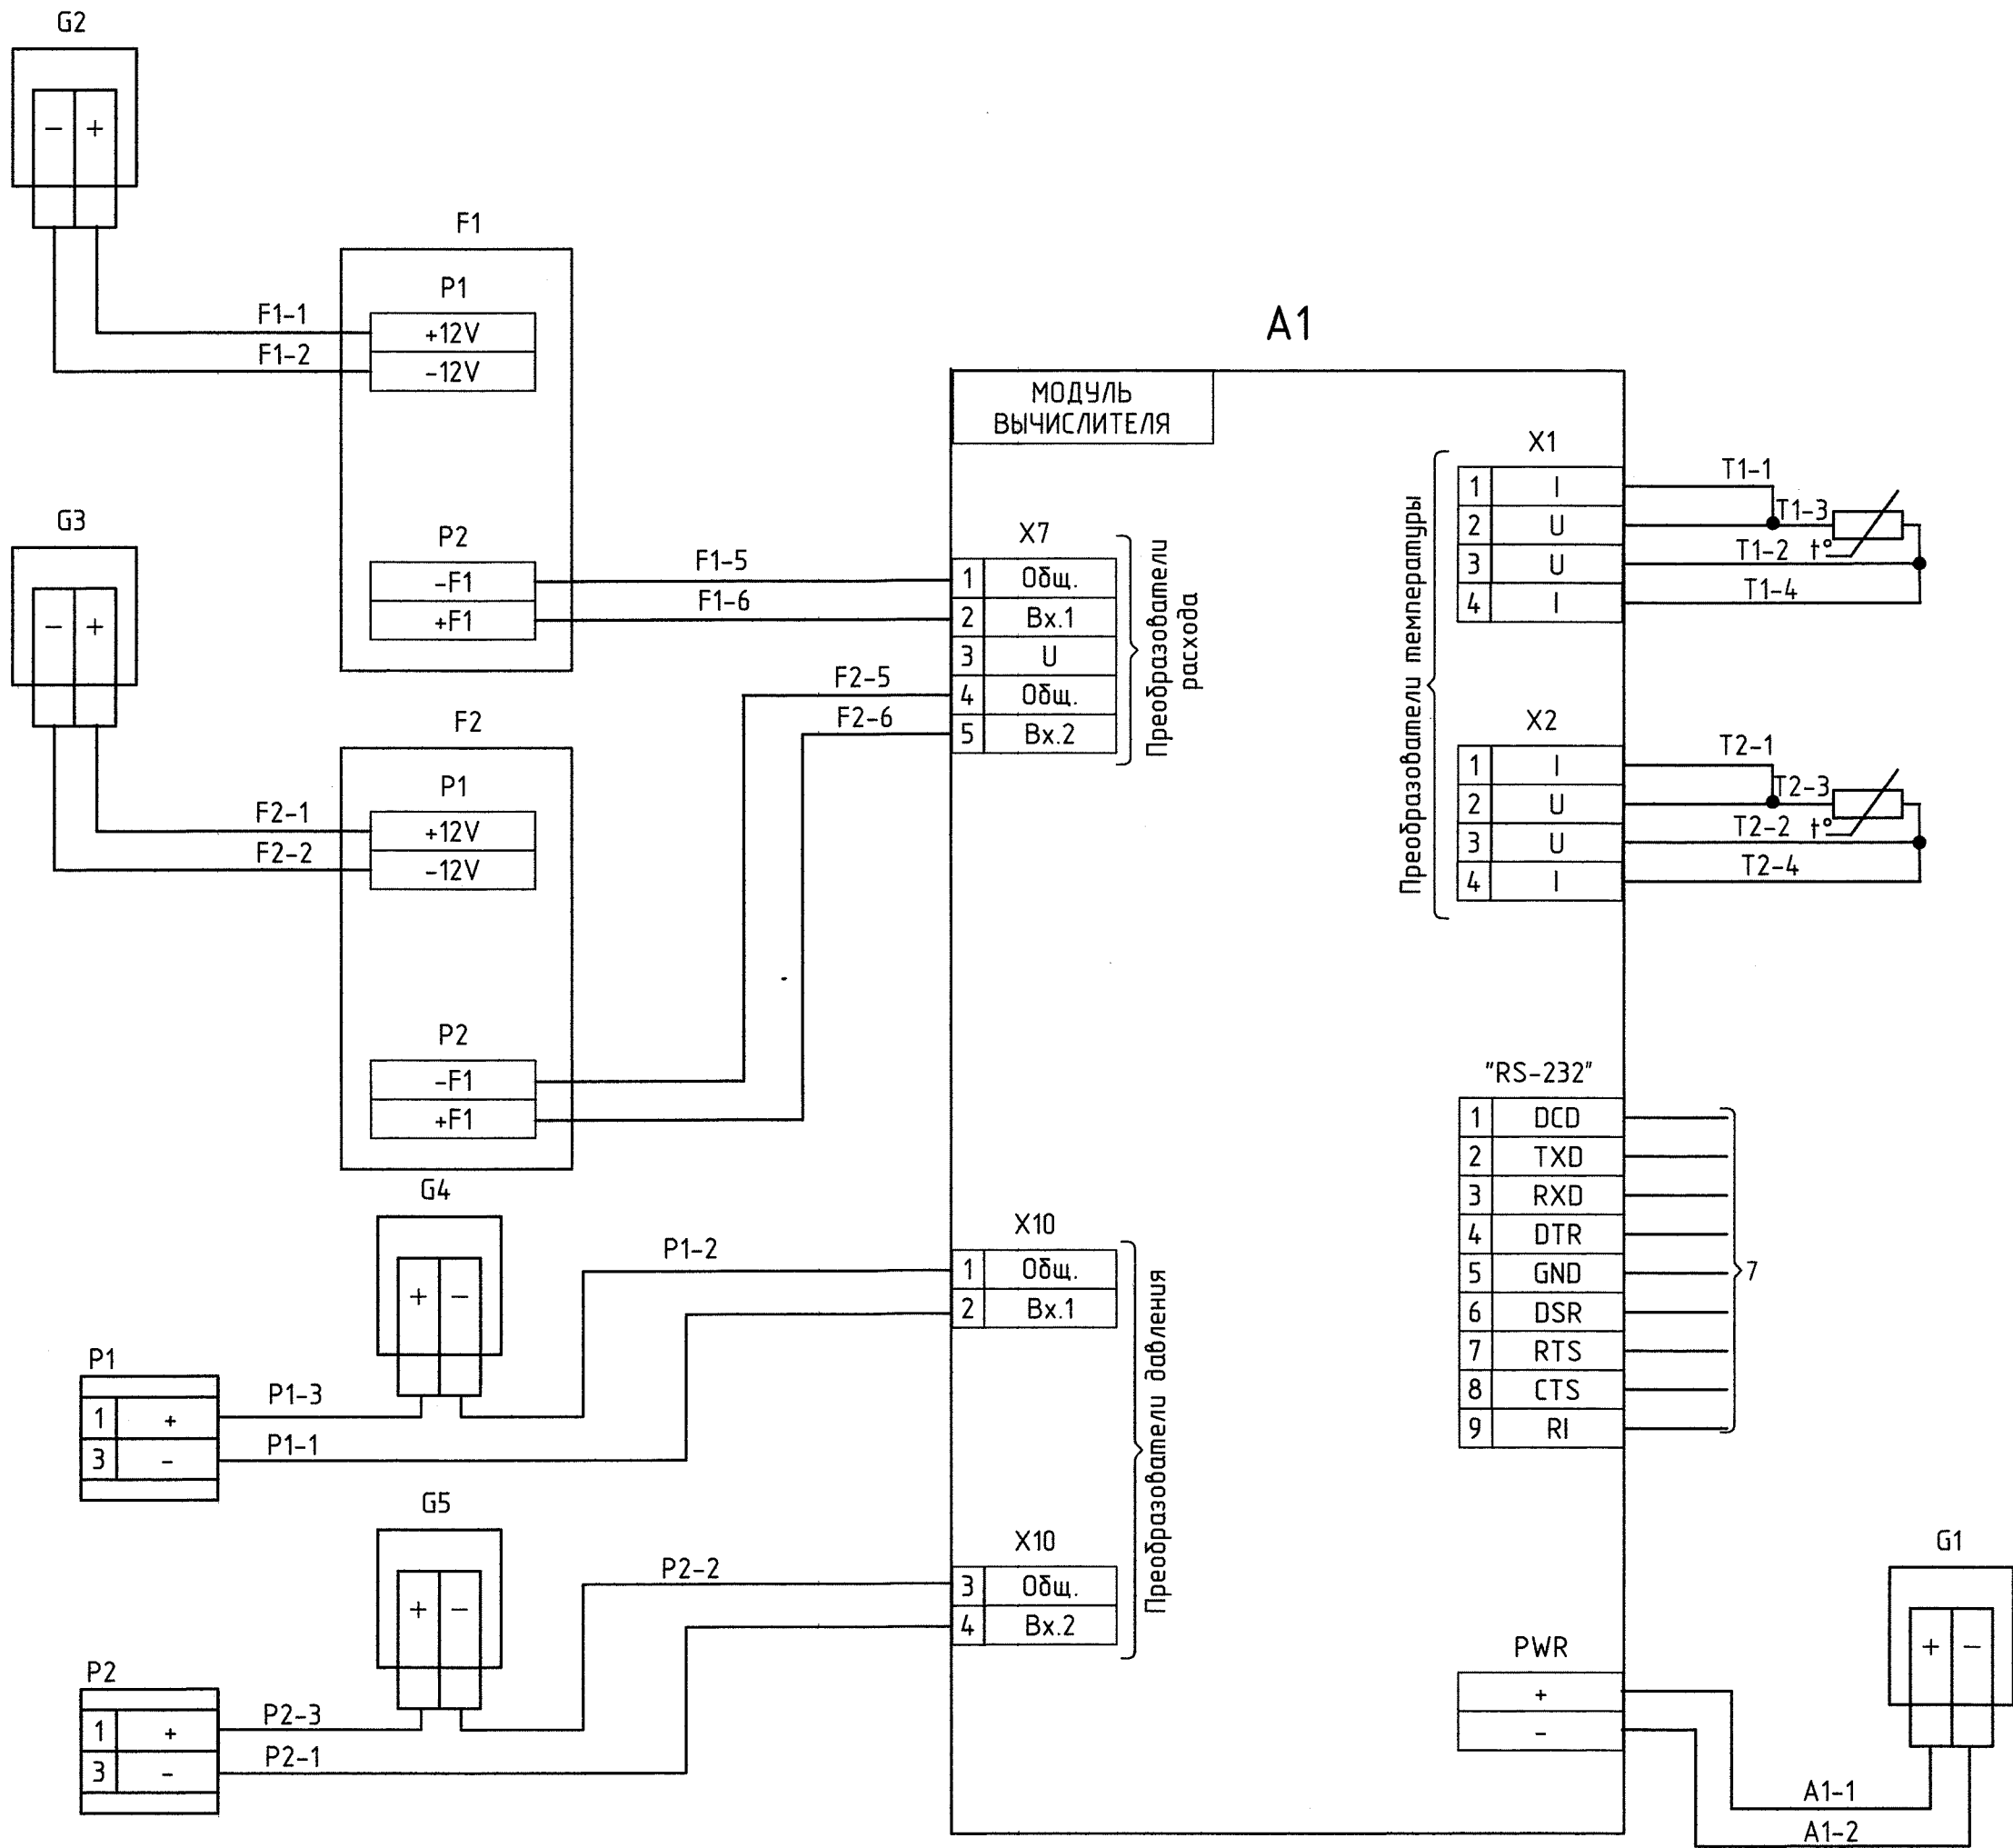 G2
- +
F1
P1
F1-1
+12V
F1-2
-12V
P2
-F1
+F1
F1-5
F1-6
G3
- +
F2
P1
F2-1
+12V
F2-2
-12V
P2
-F1
+F1
F2-5
F2-6
A1
МОДУЛЬ
ВЫЧИСЛИТЕЛЯ
X7
1 Общ.
2 Вх.1
3 U
4 Общ.
5 Вх.2
Преобразователи
расхода
Преобразователи температуры
X1
1 I
2 U
3 U
4 I
T1-1
T1-3
T1-2 t°
T1-4
X2
1 I
2 U
3 U
4 I
T2-1
T2-3
T2-2 t°
T2-4
"RS-232"
1 DCD
2 TXD
3 RXD
4 DTR
5 GND
6 DSR
7 RTS
8 CTS
9 RI
7
G4
+ -
P1
1 +
3 -
P1-3
P1-1
P1-2
X10
1 Общ.
2 Вх.1
Преобразователи давления
G5
+ -
P2
1 +
3 -
P2-3
P2-1
P2-2
X10
3 Общ.
4 Вх.2
PWR
+
-
G1
+ -
A1-1
A1-2